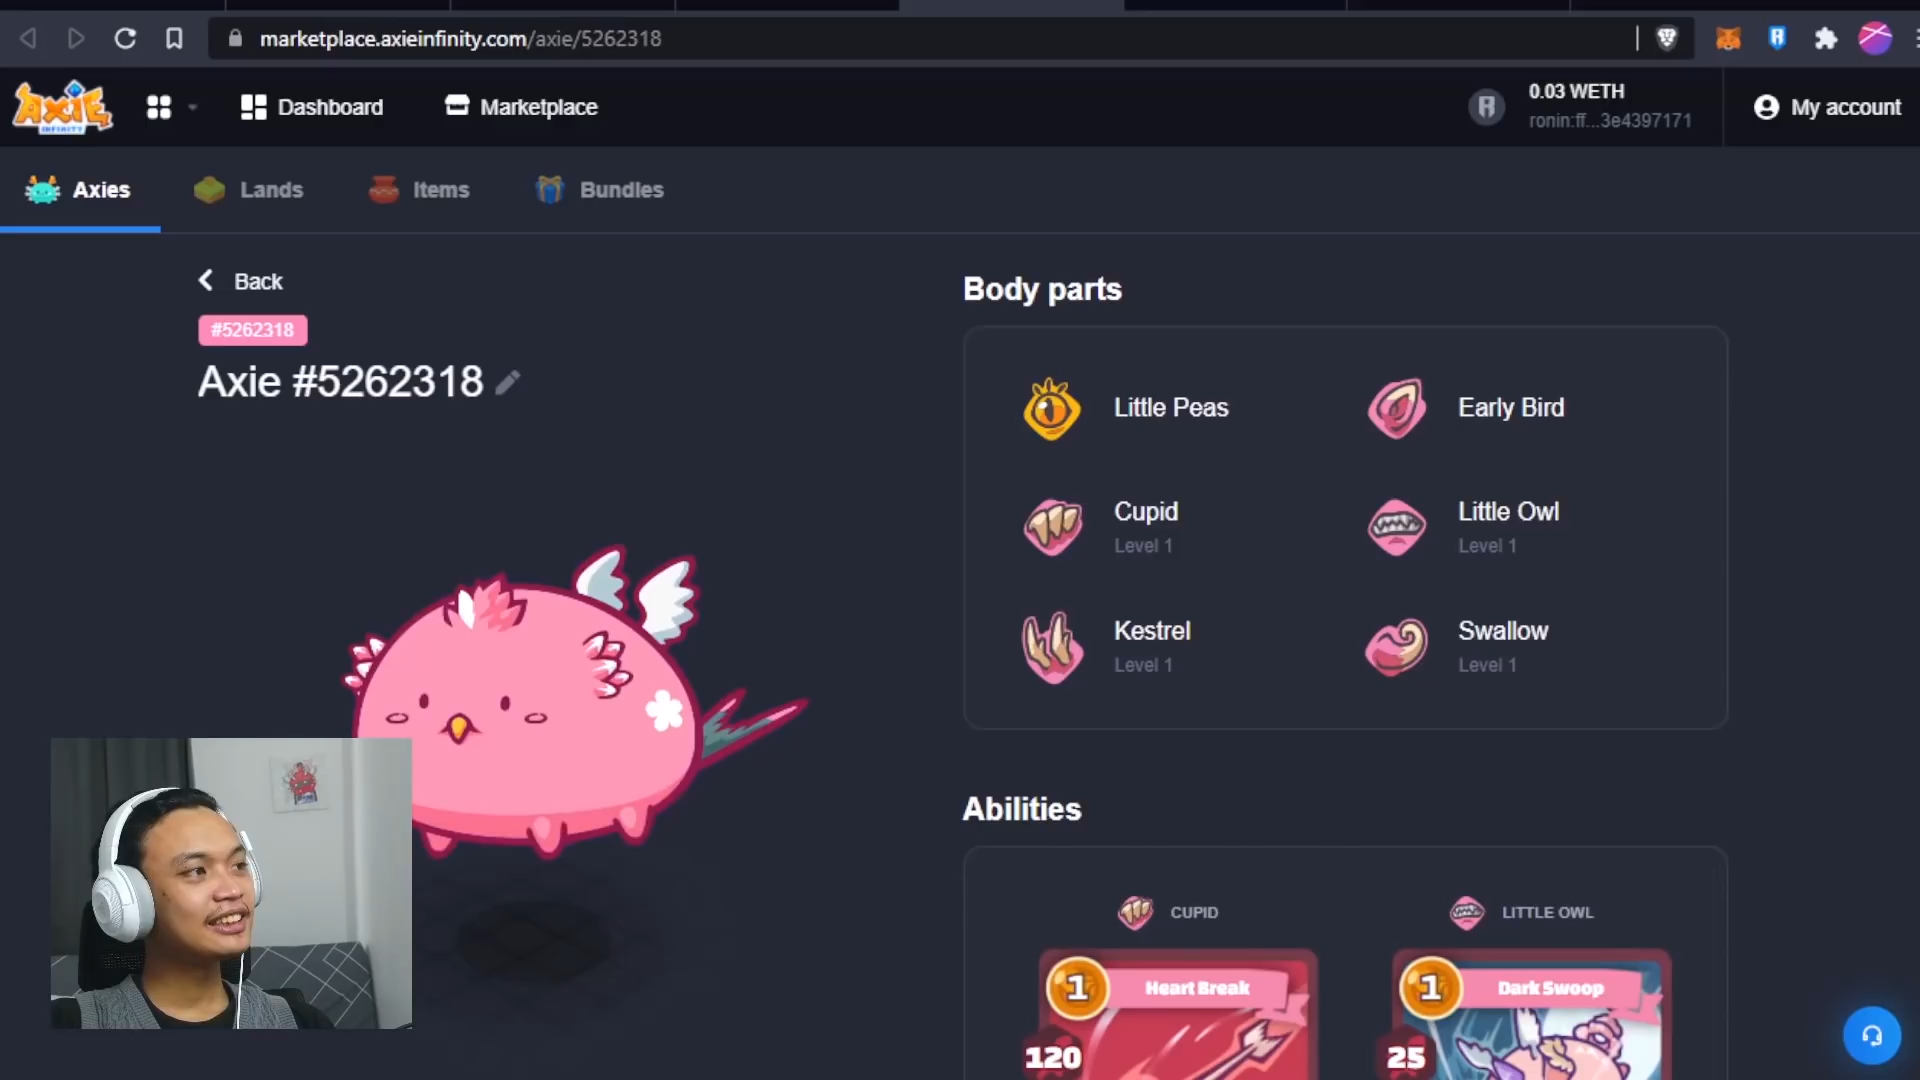 marketplace.axieinfinity.com/axie/5262318
AXIE
INFINITY
Dashboard
Marketplace
0.03 WETH
ronin:ff...3e4397171
My account
Axies
Lands
Items
Bundles
Back
#5262318
Axie #5262318
Body parts
Little Peas
Early Bird
Cupid
Level 1
Little Owl
Level 1
Kestrel
Level 1
Swallow
Level 1
Abilities
CUPID
LITTLE OWL
1
Heart Break
120
1
Dark Swoop
25